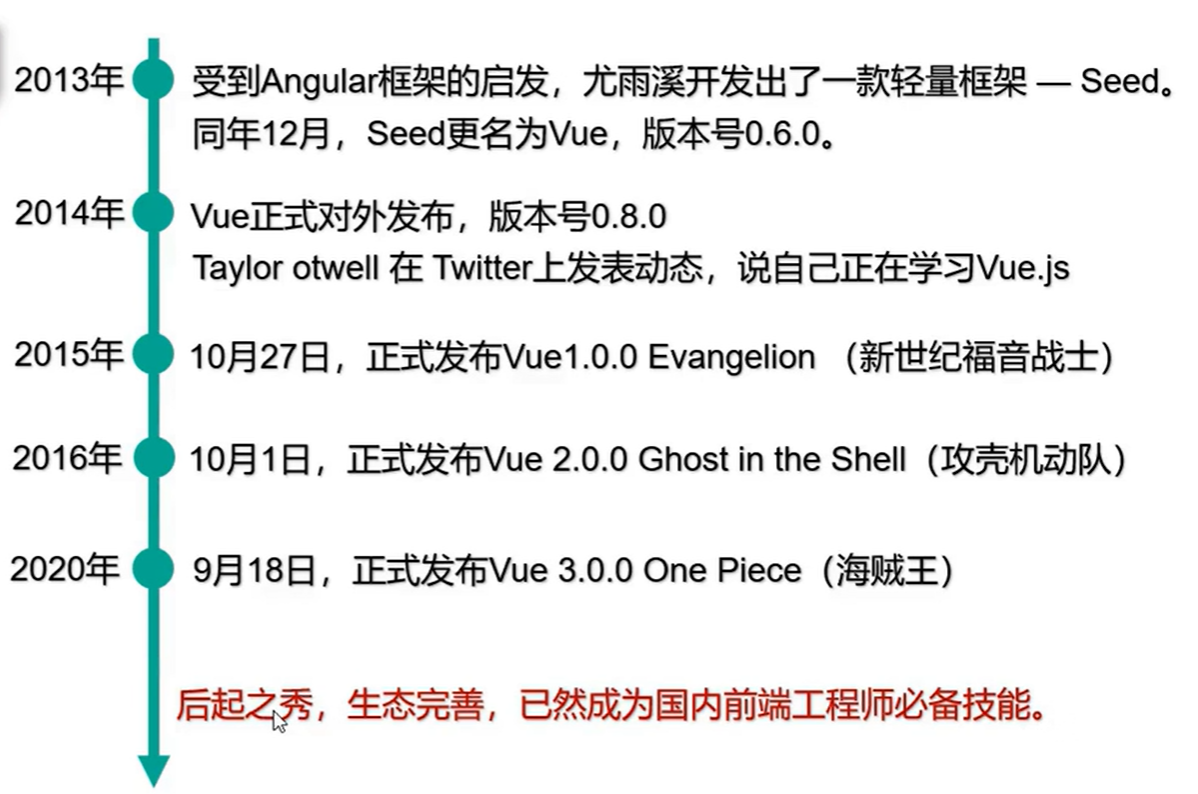 2013年 受到Angular框架的启发，尤雨溪开发出了一款轻量框架 — Seed。
同年12月，Seed更名为Vue，版本号0.6.0。
2014年 Vue正式对外发布，版本号0.8.0
Taylor otwell 在 Twitter上发表动态，说自己正在学习Vue.js
2015年 10月27日，正式发布Vue1.0.0 Evangelion （新世纪福音战士）
2016年 10月1日，正式发布Vue 2.0.0 Ghost in the Shell（攻壳机动队）
2020年 9月18日，正式发布Vue 3.0.0 One Piece（海贼王）
后起之秀，生态完善，已然成为国内前端工程师必备技能。